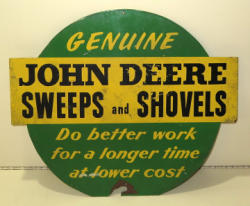 GENUINE
JOHN DEERE
SWEEPS and SHOVELS
Do better work
for a longer time
at lower cost